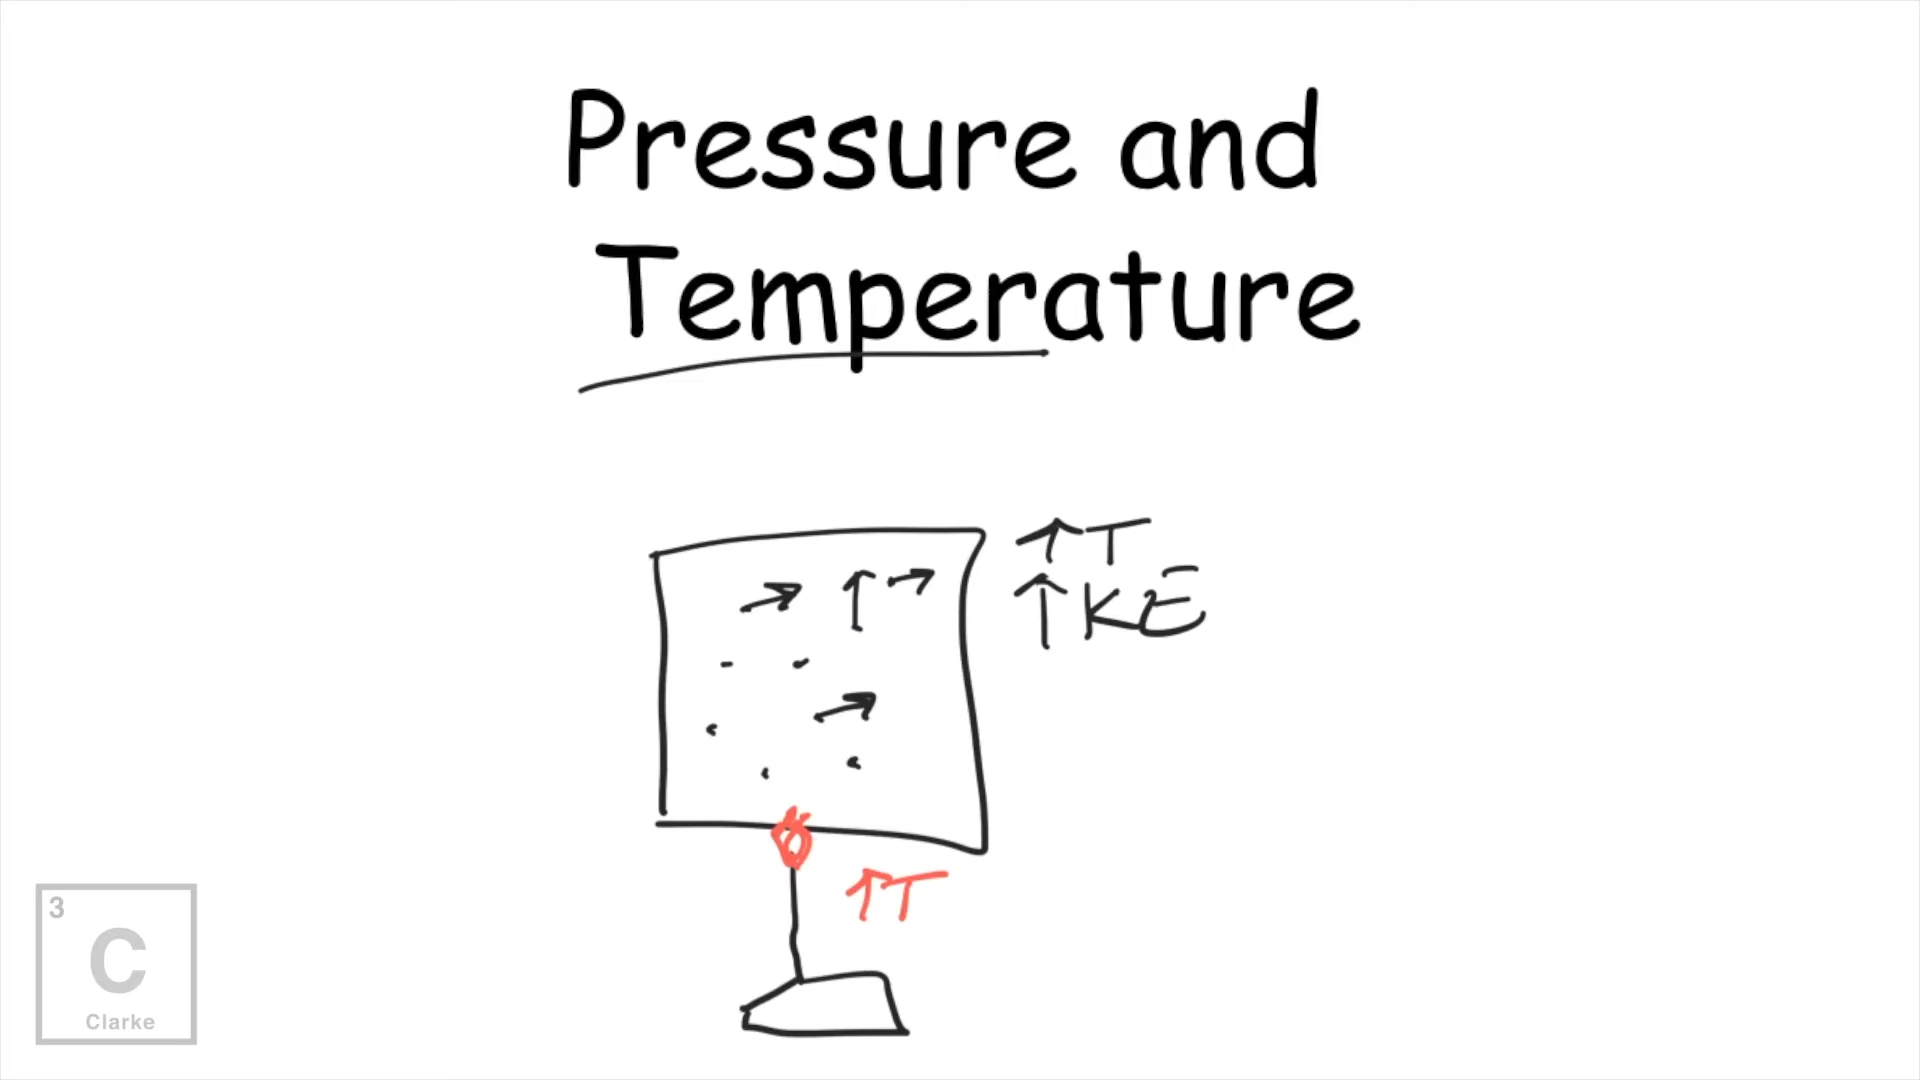 Pressure and
Temperature
↑T
↑KE
↑T
3
C
Clarke